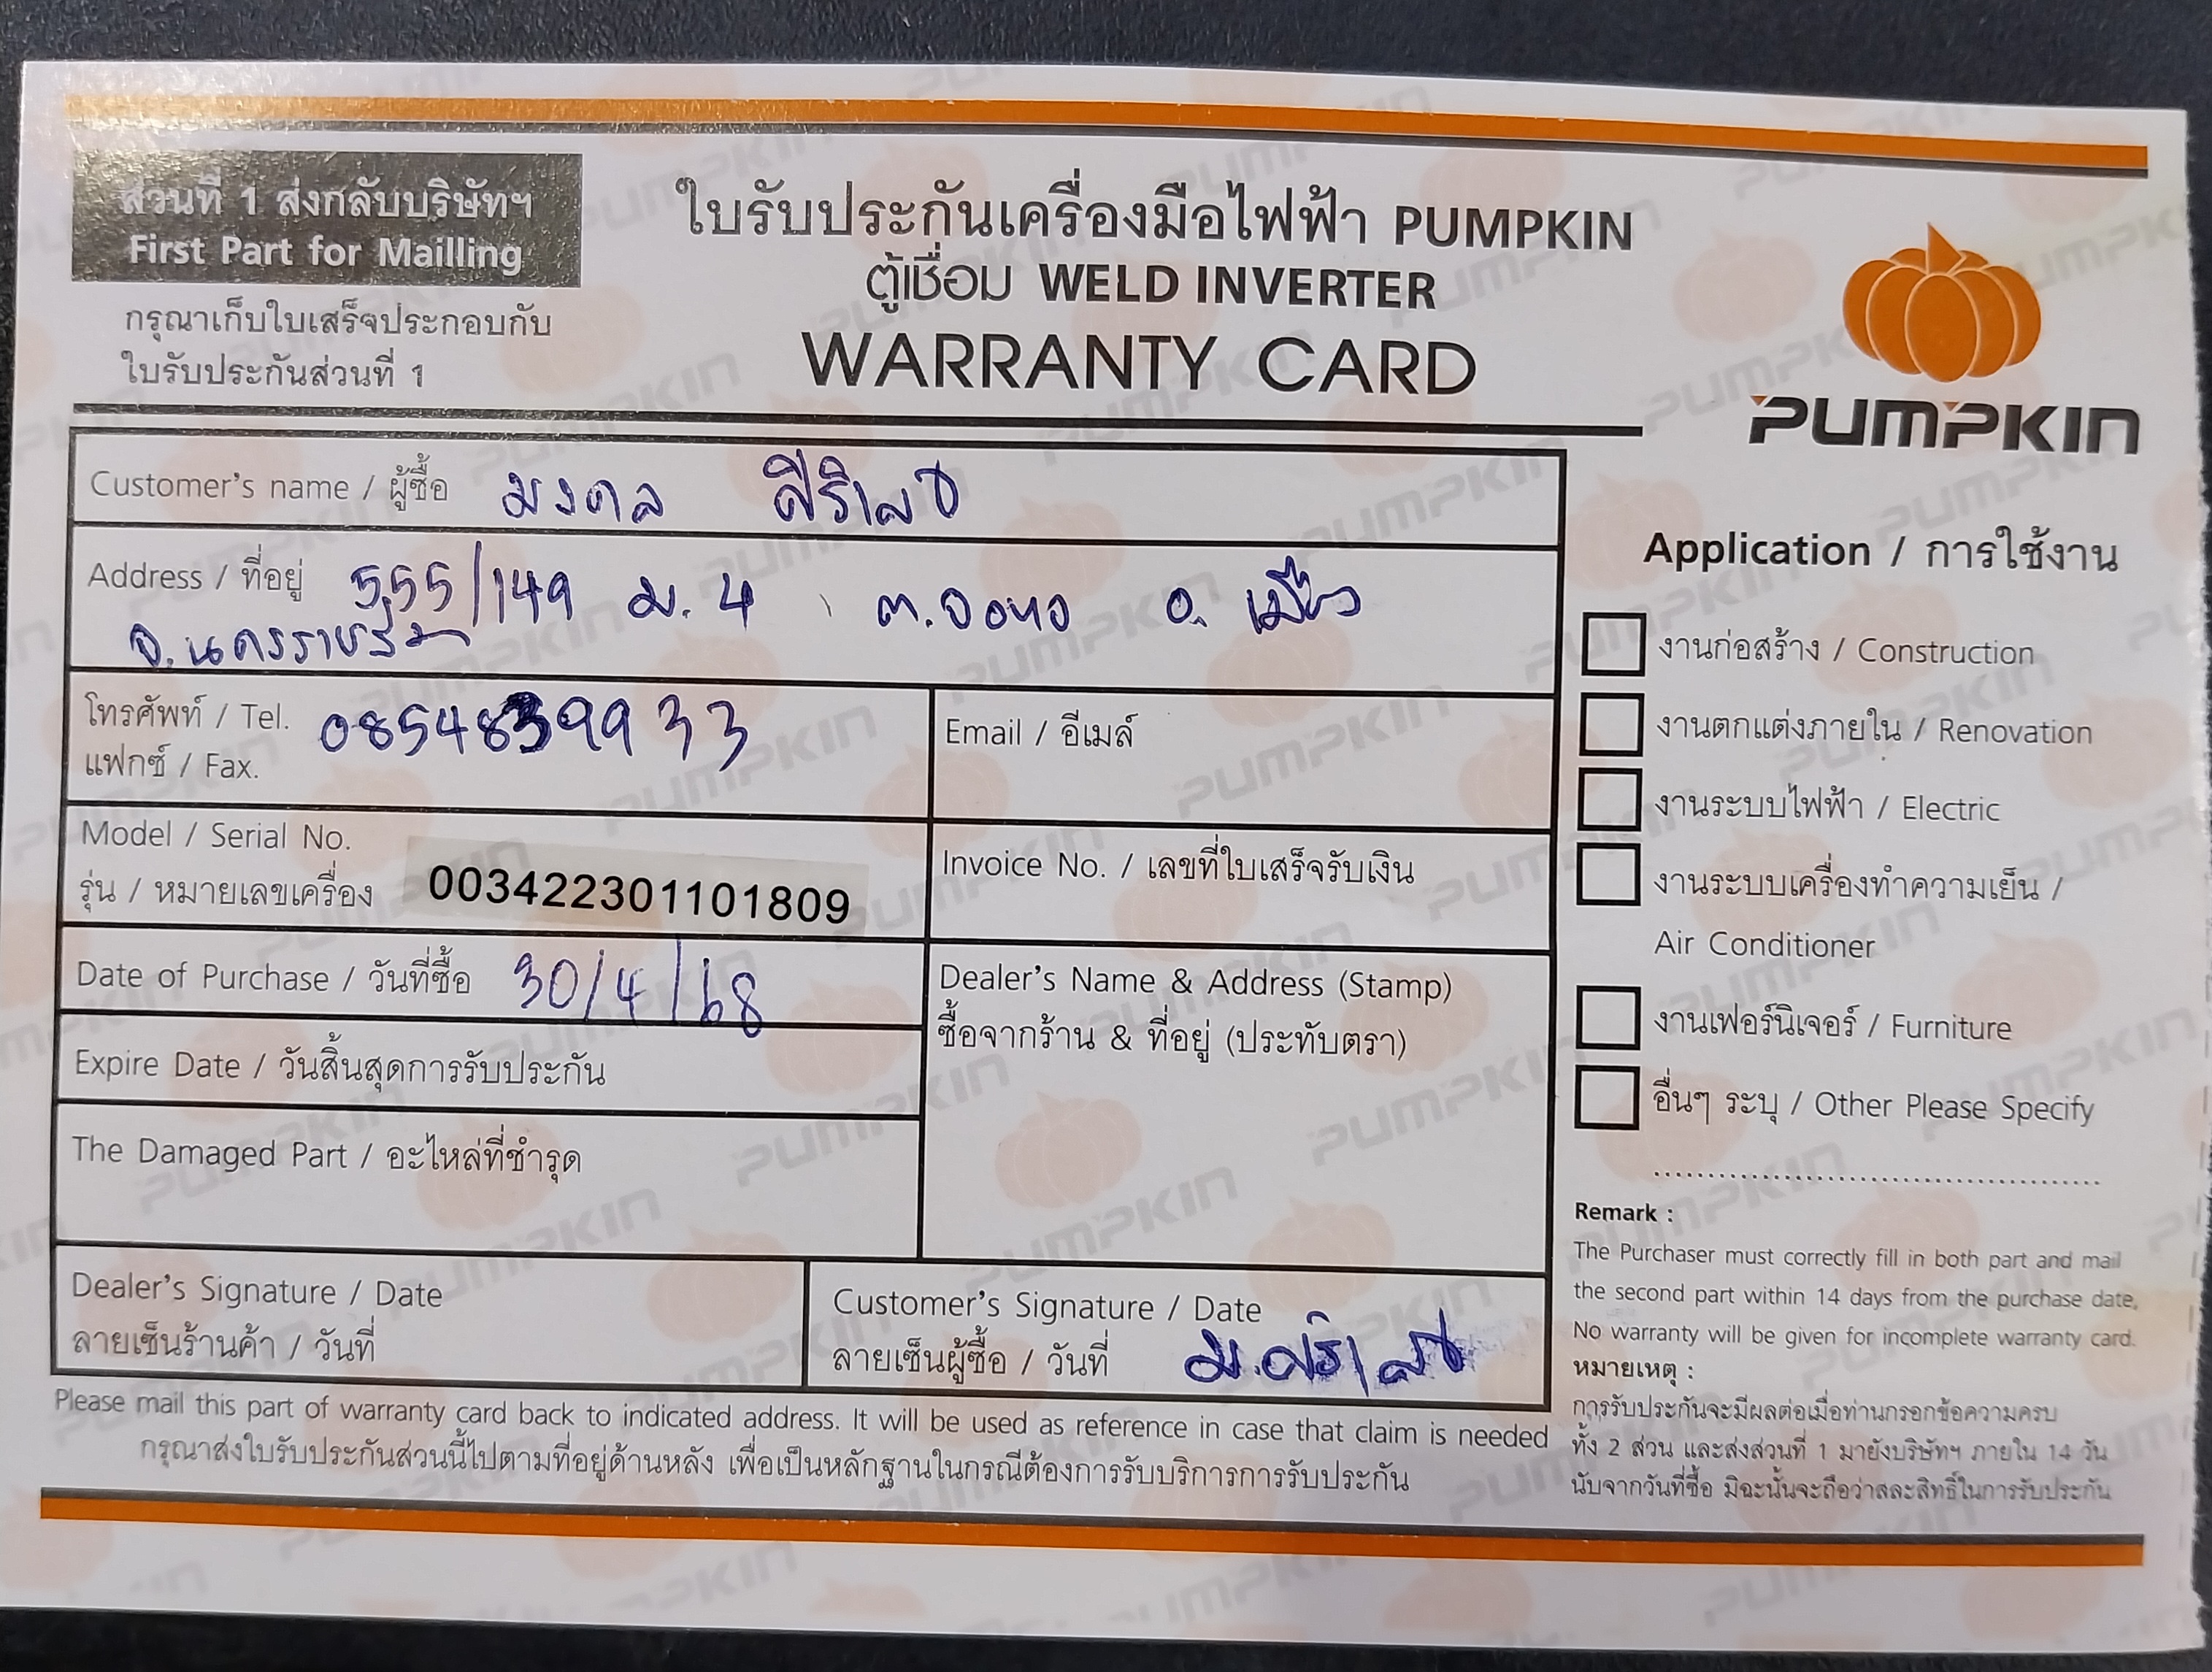 ส่วนที่ 1 ส่งกลับบริษัทฯ
First Part for Mailling
กรุณาเก็บใบเสร็จประกอบกับ
ใบรับประกันส่วนที่ 1
ใบรับประกันเครื่องมือไฟฟ้า PUMPKIN
ตู้เชื่อม WELD INVERTER
WARRANTY CARD
PUMPKIN
Customer's name / ผู้ซื้อ มงคล ศิริเลข
Address / ที่อยู่ 555/149 ม. 4 ต.จอหอ อ. เมือง
จ.นครราชสีมา
โทรศัพท์ / Tel. 0854839933
แฟกซ์ / Fax.
Email / อีเมล์
Model / Serial No.
รุ่น / หมายเลขเครื่อง 003422301101809
Invoice No. / เลขที่ใบเสร็จรับเงิน
Date of Purchase / วันที่ซื้อ 30/4/68
Expire Date / วันสิ้นสุดการรับประกัน
The Damaged Part / อะไหล่ที่ชำรุด
Dealer's Name & Address (Stamp)
ซื้อจากร้าน & ที่อยู่ (ประทับตรา)
Dealer's Signature / Date
ลายเซ็นร้านค้า / วันที่
Customer's Signature / Date
ลายเซ็นผู้ซื้อ / วันที่ ม.ศิริเลข
Please mail this part of warranty card back to indicated address. It will be used as reference in case that claim is needed
กรุณาส่งใบรับประกันส่วนนี้ไปตามที่อยู่ด้านหลัง เพื่อเป็นหลักฐานในกรณีต้องการรับบริการการรับประกัน
Application / การใช้งาน
งานก่อสร้าง / Construction
งานตกแต่งภายใน / Renovation
งานระบบไฟฟ้า / Electric
งานระบบเครื่องทำความเย็น /
Air Conditioner
งานเฟอร์นิเจอร์ / Furniture
อื่นๆ ระบุ / Other Please Specify
Remark :
The Purchaser must correctly fill in both part and mail
the second part within 14 days from the purchase date,
No warranty will be given for incomplete warranty card.
หมายเหตุ :
การรับประกันจะมีผลต่อเมื่อท่านกรอกข้อความครบ
ทั้ง 2 ส่วน และส่งส่วนที่ 1 มายังบริษัทฯ ภายใน 14 วัน
นับจากวันที่ซื้อ มิฉะนั้นจะถือว่าสละสิทธิ์ในการรับประกัน